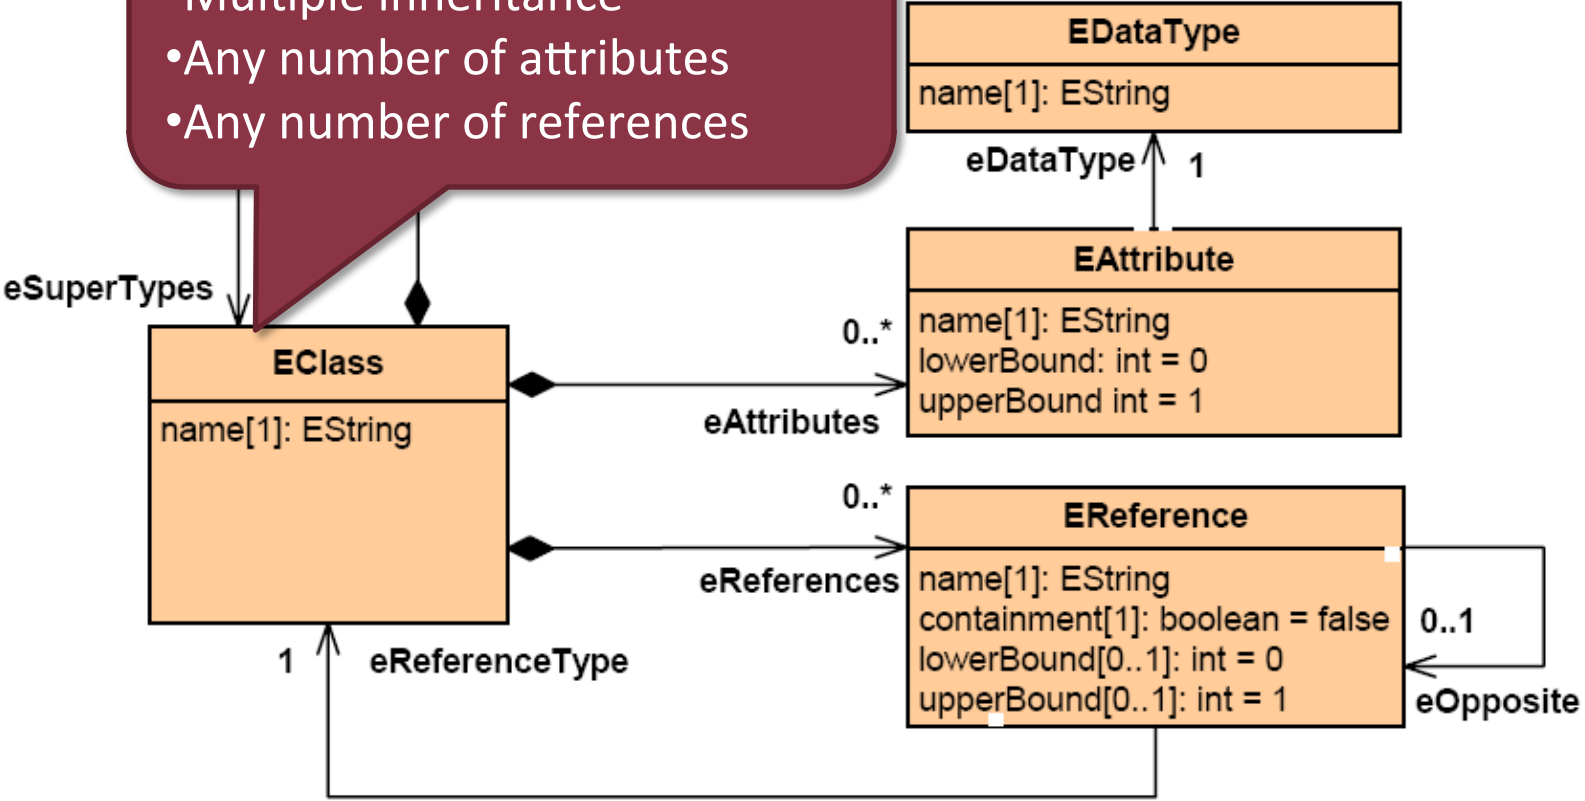 Multiple inheritance
•Any number of attributes
•Any number of references
EDataType
name[1]: EString
eDataType
1
EAttribute
name[1]: EString
lowerBound: int = 0
upperBound int = 1
eSuperTypes
EClass
name[1]: EString
0..*
eAttributes
0..*
eReferences
EReference
name[1]: EString
containment[1]: boolean = false
lowerBound[0..1]: int = 0
upperBound[0..1]: int = 1
0..1
eOpposite
1
eReferenceType